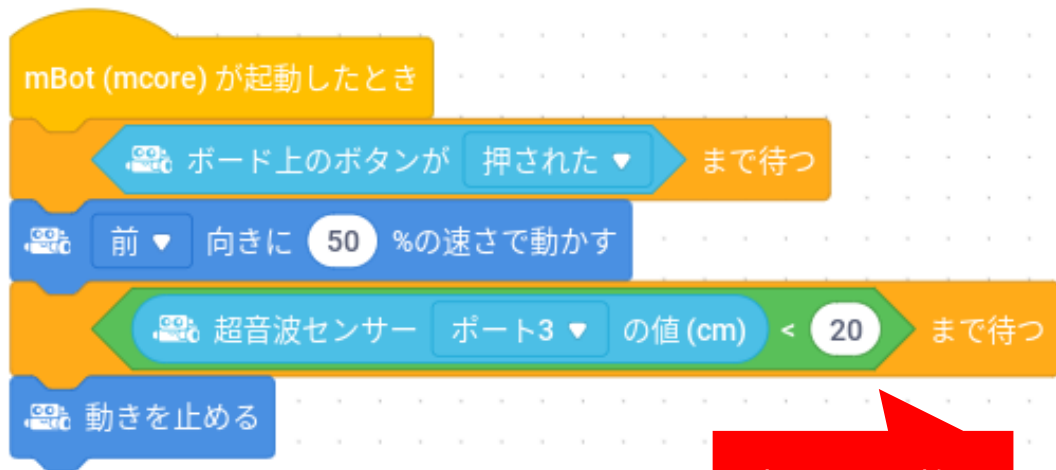 mBot (mcore) が起動したとき
ボード上のボタンが 押された ▼ まで待つ
前 ▼ 向きに 50 %の速さで動かす
超音波センサー ポート3 ▼ の値 (cm) < 20 まで待つ
動きを止める